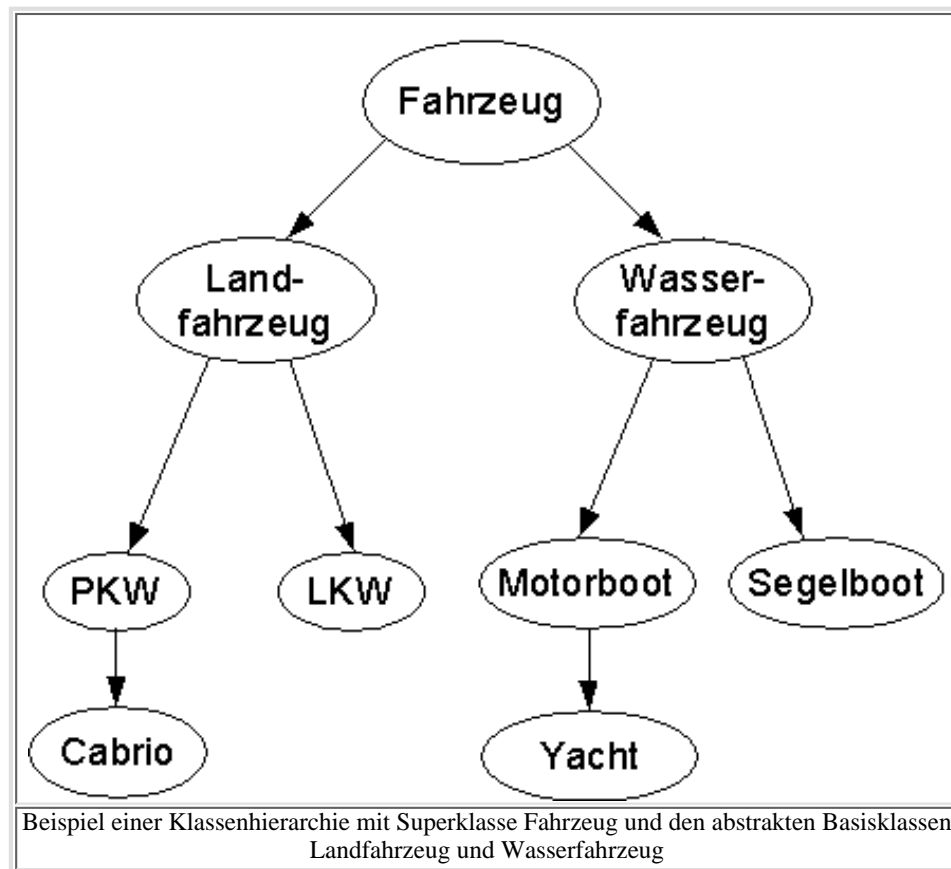 Fahrzeug
Land-
fahrzeug
Wasser-
fahrzeug
PKW
LKW
Motorboot
Segelboot
Cabrio
Yacht
Beispiel einer Klassenhierarchie mit Superklasse Fahrzeug und den abstrakten Basisklassen
Landfahrzeug und Wasserfahrzeug